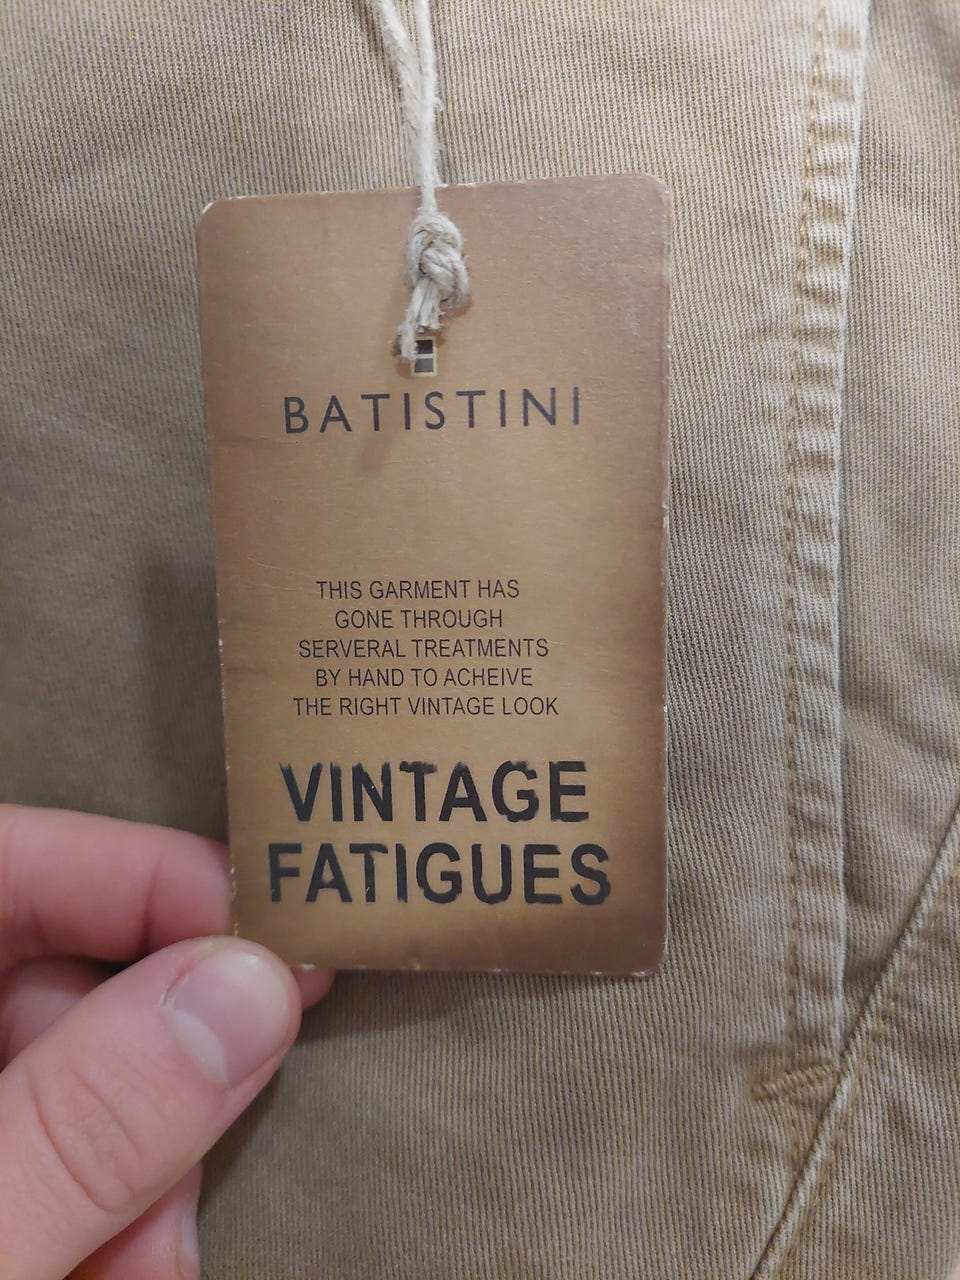 BATISTINI
THIS GARMENT HAS
GONE THROUGH
SERVERAL TREATMENTS
BY HAND TO ACHEIVE
THE RIGHT VINTAGE LOOK
VINTAGE
FATIGUES